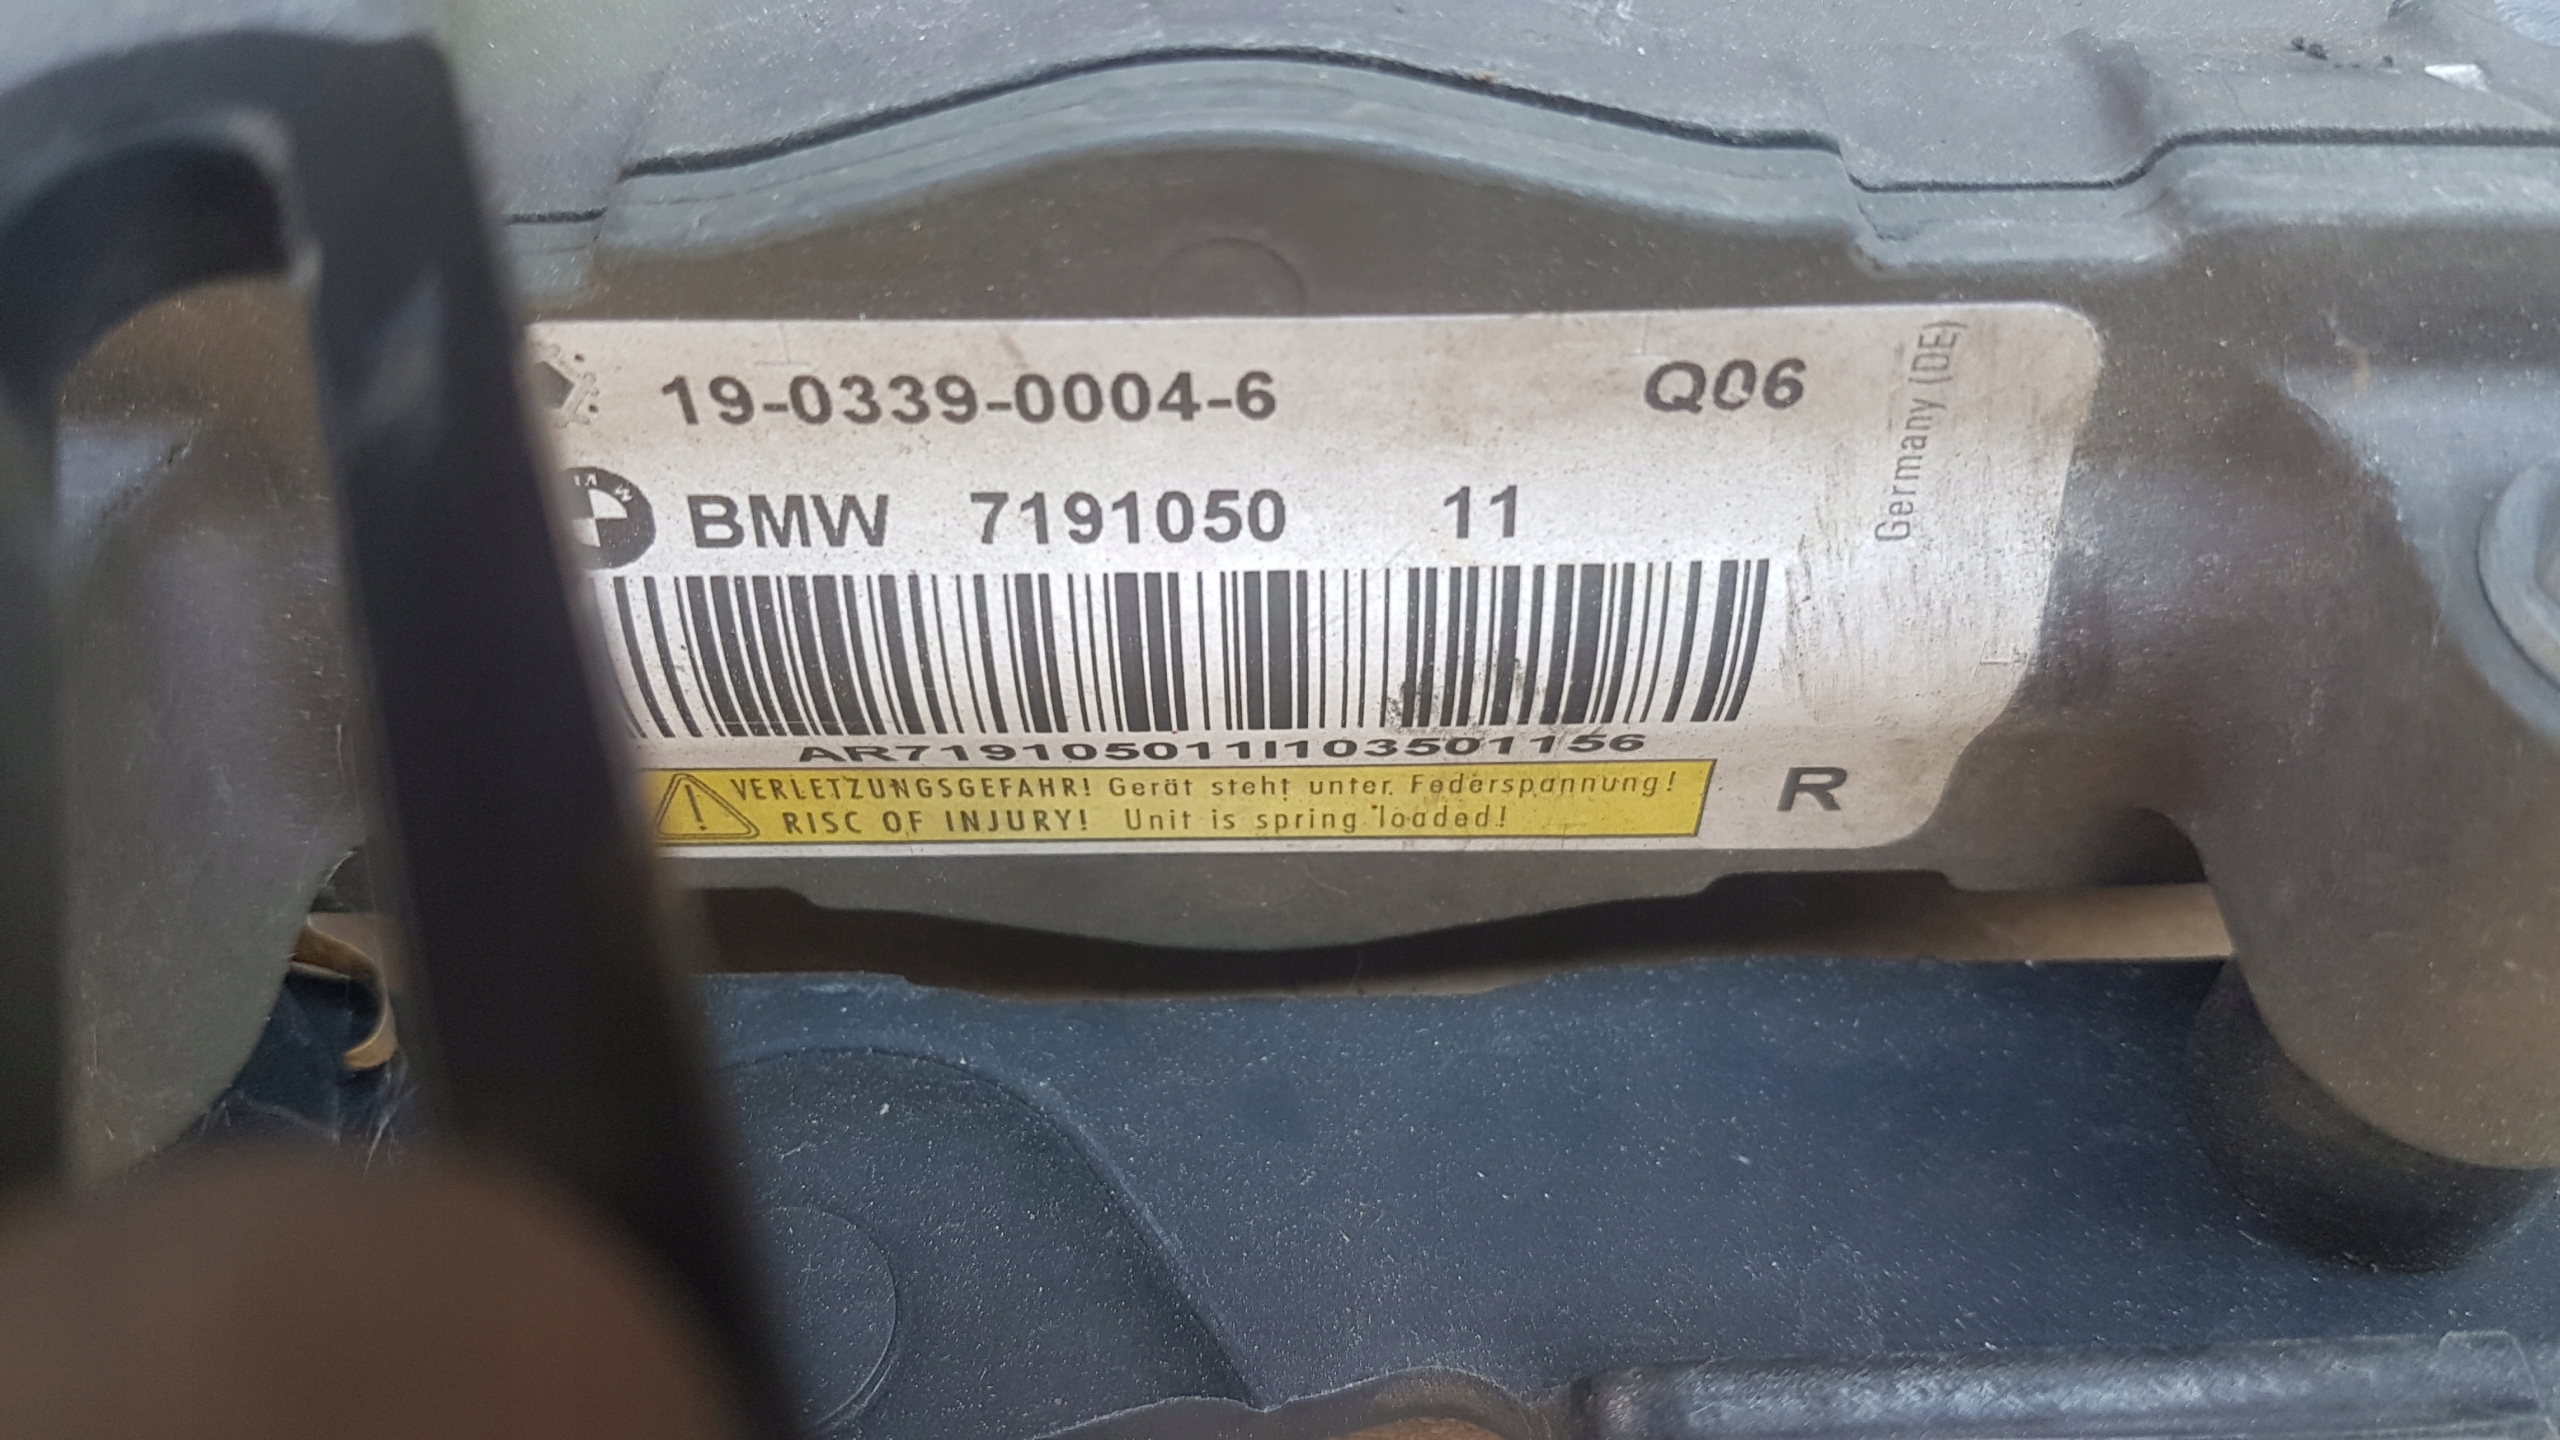 19-0339-0004-6 Q06
BMW 7191050 11
AR719105011I103501156
VERLETZUNGSGEFAHR! Gerät steht unter Federspannung!
RISC OF INJURY! Unit is spring loaded!
R
Germany (DE)